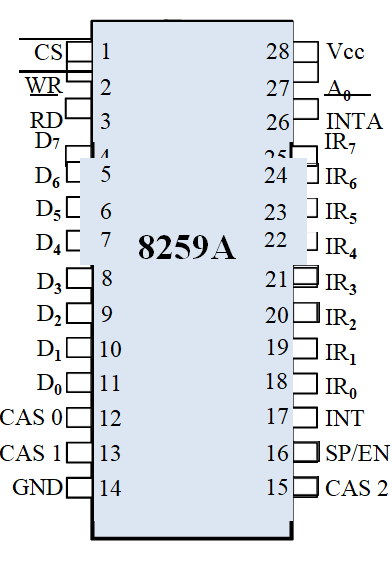 CS 1 28 Vcc
WR 2 27 A0
RD 3 26 INTA
D7 4 25 IR7
D6 5 24 IR6
D5 6 23 IR5
D4 7 22 IR4
8259A
D3 8 21 IR3
D2 9 20 IR2
D1 10 19 IR1
D0 11 18 IR0
CAS 0 12 17 INT
CAS 1 13 16 SP/EN
GND 14 15 CAS 2